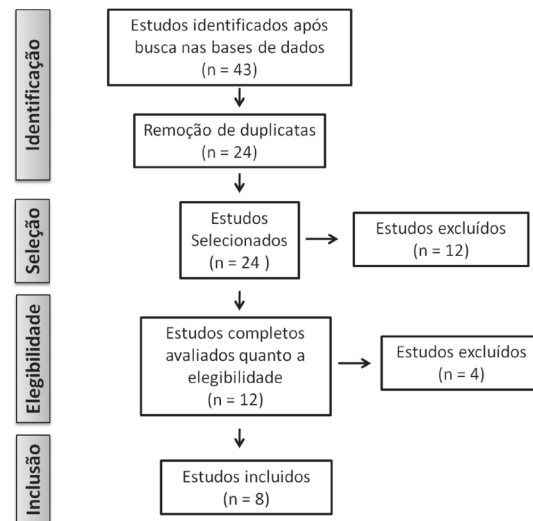 Identificação
Estudos identificados após
busca nas bases de dados
(n = 43)
Remoção de duplicatas
(n = 24)
Seleção
Estudos
Selecionados
(n = 24 )
Estudos excluídos
(n = 12)
Elegibilidade
Estudos completos
avaliados quanto a
elegibilidade
(n = 12)
Estudos excluídos
(n = 4)
Inclusão
Estudos incluidos
(n = 8)